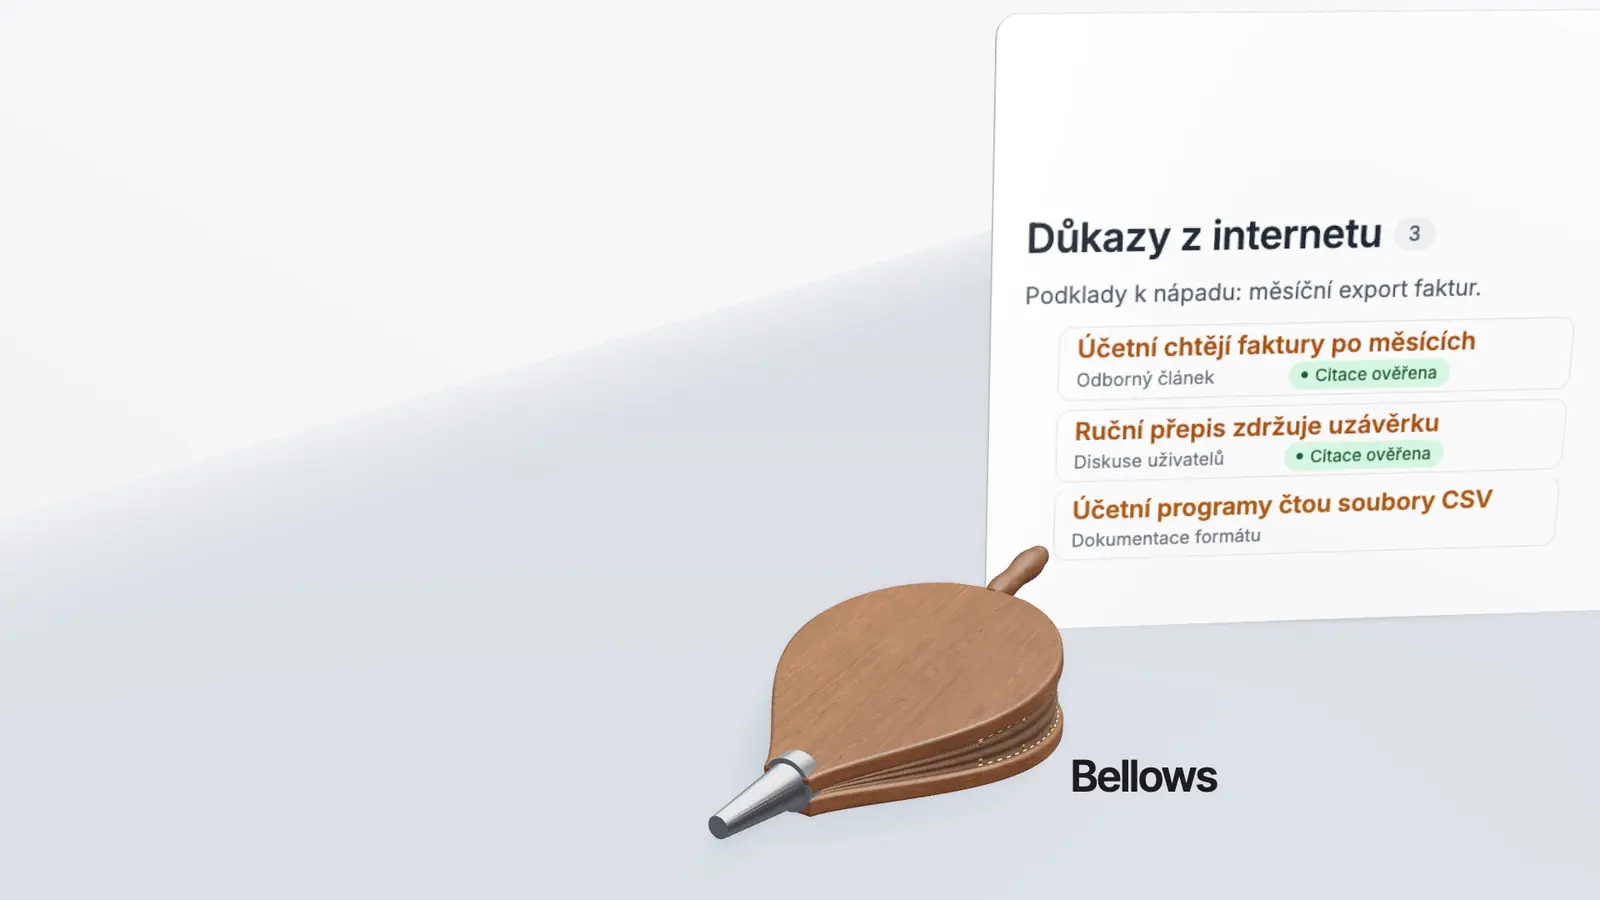 Důkazy z internetu 3
Podklady k nápadu: měsíční export faktur.
Účetní chtějí faktury po měsících
Odborný článek • Citace ověřena
Ruční přepis zdržuje uzávěrku
Diskuse uživatelů • Citace ověřena
Účetní programy čtou soubory CSV
Dokumentace formátu
Bellows